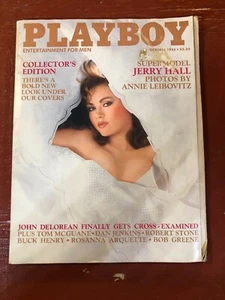 PLAYBOY
ENTERTAINMENT FOR MEN
COLLECTOR'S
EDITION
THERE'S A
BOLD NEW
LOOK UNDER
OUR COVERS
SUPERMODEL
JERRY HALL
PHOTOS BY
ANNIE LEIBOVITZ
JOHN DELOREAN FINALLY GETS CROSS-EXAMINED
PLUS TOM MCGUANE•DAN JENKINS•ROBERT STONE
BUCK HENRY•ROSANNA ARQUETTE•BOB GREENE